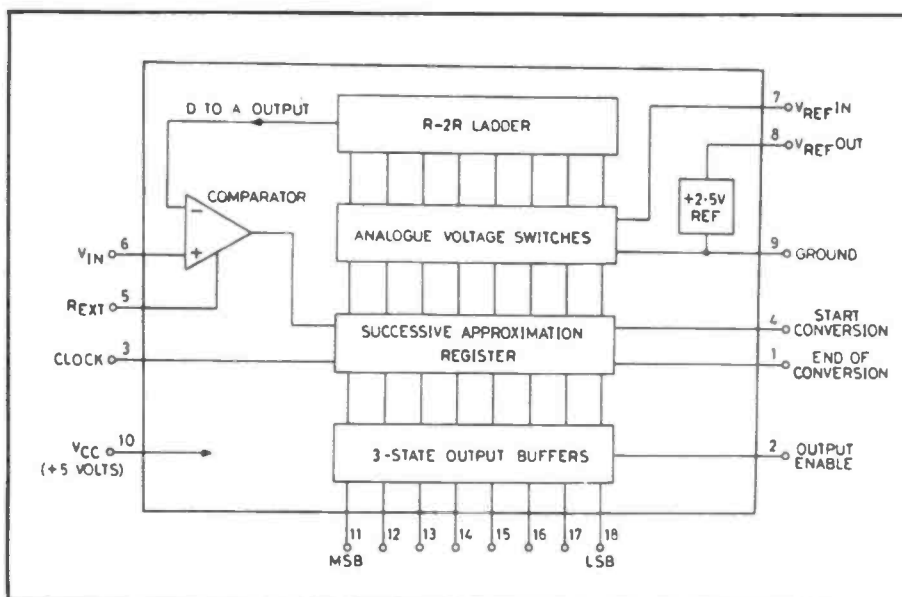 D TO A OUTPUT
R-2R LADDER
7
VREF IN
8
VREF OUT
COMPARATOR
+2·5V
REF
−
ANALOGUE VOLTAGE SWITCHES
6
VIN
+
9
GROUND
5
REXT
SUCCESSIVE APPROXIMATION
REGISTER
4
START
CONVERSION
3
CLOCK
1
END OF
CONVERSION
10
VCC
(+5 VOLTS)
3-STATE OUTPUT BUFFERS
2
OUTPUT
ENABLE
11 12 13 14 15 16 17 18
MSB LSB